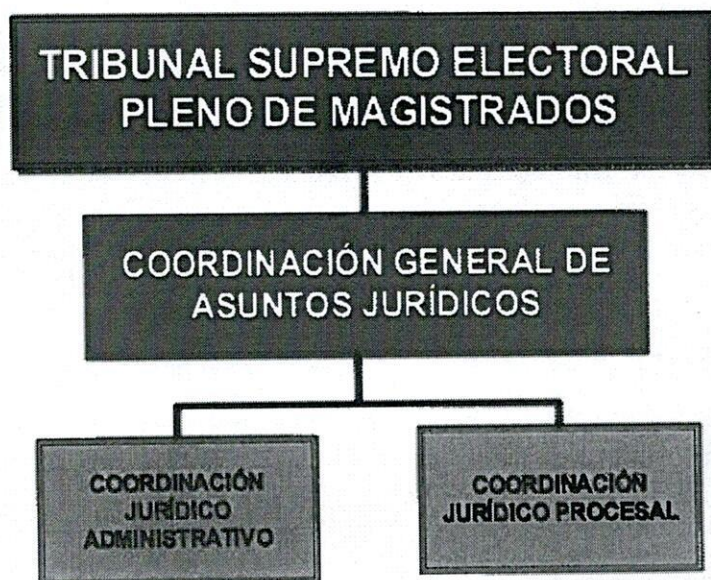 TRIBUNAL SUPREMO ELECTORAL
PLENO DE MAGISTRADOS
COORDINACIÓN GENERAL DE
ASUNTOS JURÍDICOS
COORDINACIÓN
JURÍDICO
ADMINISTRATIVO
COORDINACIÓN
JURÍDICO PROCESAL